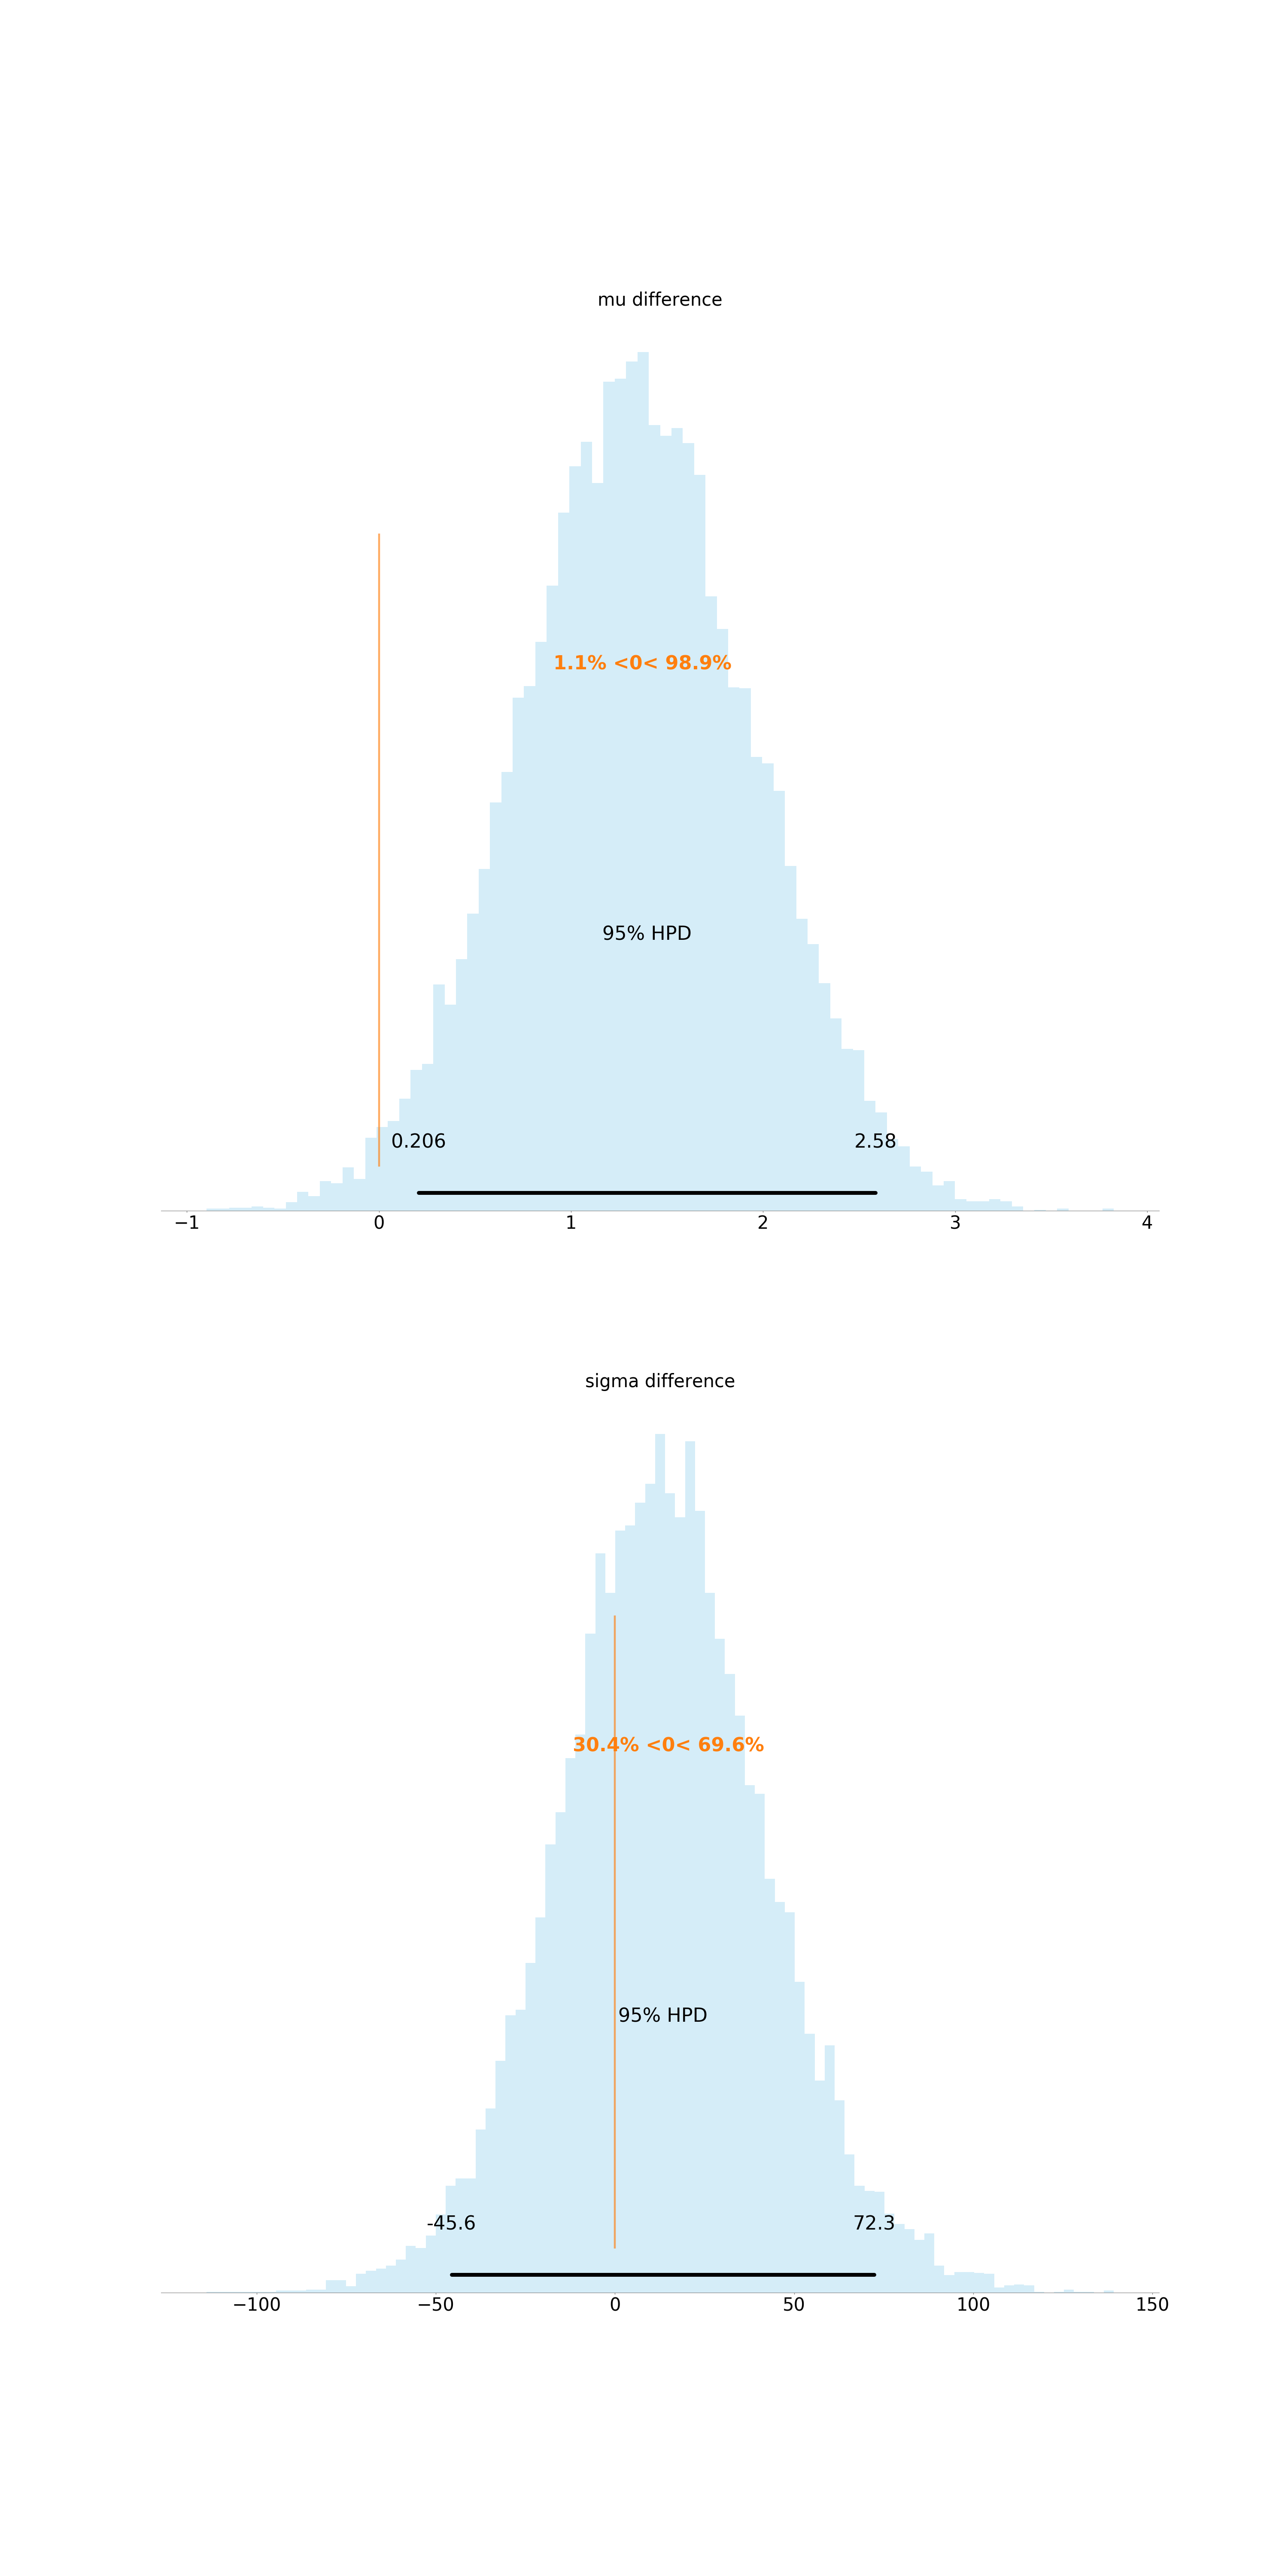 mu difference
1.1% <0< 98.9%
95% HPD
0.206 2.58
−1 0 1 2 3 4
sigma difference
30.4% <0< 69.6%
95% HPD
-45.6 72.3
−100 −50 0 50 100 150